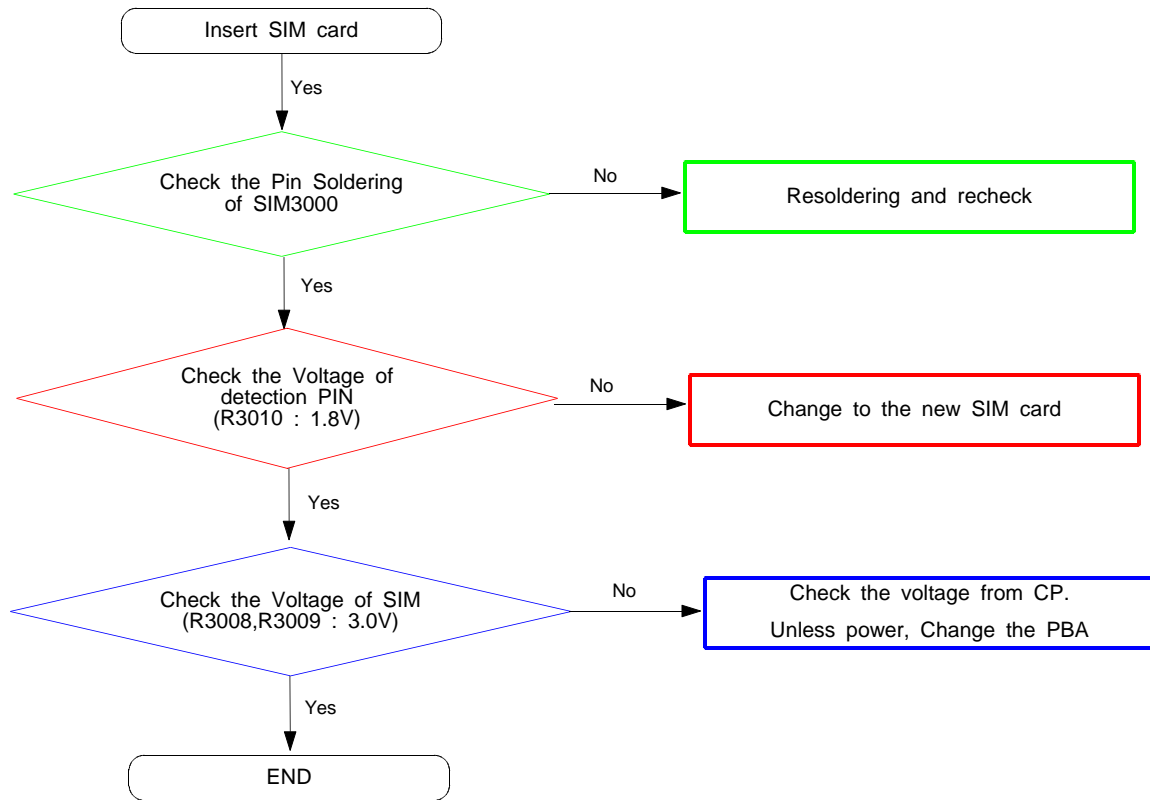 Insert SIM card
Yes
Check the Pin Soldering
of SIM3000
No
Resoldering and recheck
Yes
Check the Voltage of
detection PIN
(R3010 : 1.8V)
No
Change to the new SIM card
Yes
Check the Voltage of SIM
(R3008,R3009 : 3.0V)
No
Check the voltage from CP.
Unless power, Change the PBA
Yes
END